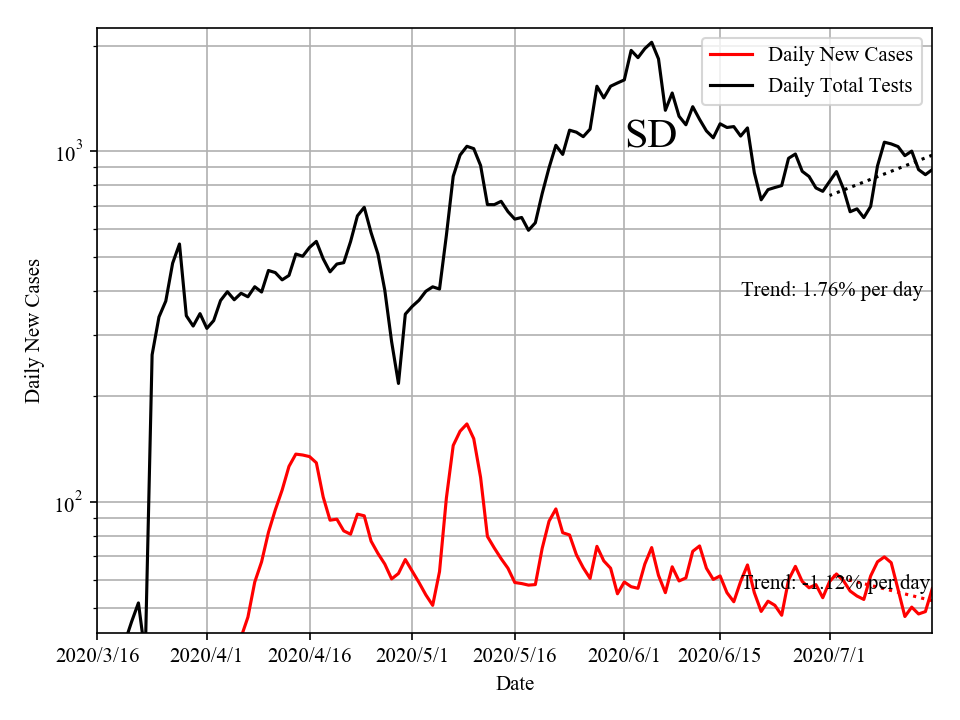 Daily New Cases
Daily Total Tests
SD
10³
Trend: 1.76% per day
Daily New Cases
10²
Trend: -1.12% per day
2020/3/16 2020/4/1 2020/4/16 2020/5/1 2020/5/16 2020/6/1 2020/6/15 2020/7/1
Date